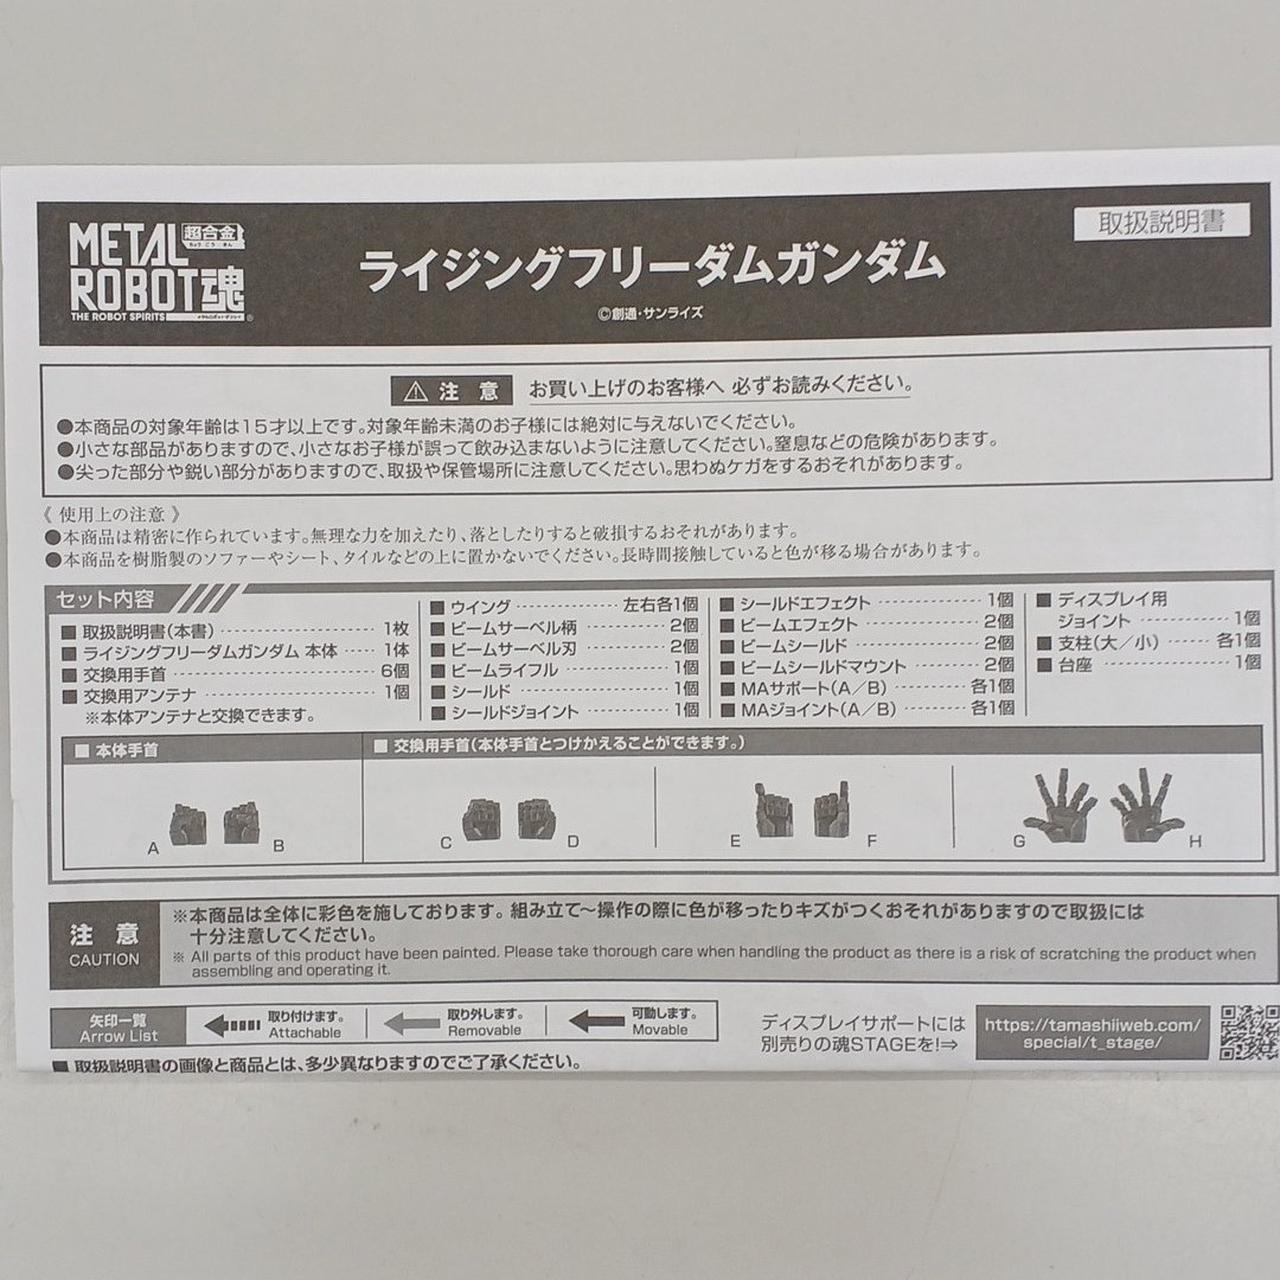 METAL 超合金
ちょうごうきん
ROBOT魂
THE ROBOT SPIRITS
ライジングフリーダムガンダム
©創通・サンライズ
取扱説明書
⚠ 注 意 お買い上げのお客様へ 必ずお読みください。
●本商品の対象年齢は15才以上です。対象年齢未満のお子様には絶対に与えないでください。
●小さな部品がありますので、小さなお子様が誤って飲み込まないように注意してください。窒息などの危険があります。
●尖った部分や鋭い部分がありますので、取扱や保管場所に注意してください。思わぬケガをするおそれがあります。
《 使用上の注意 》
●本商品は精密に作られています。無理な力を加えたり、落としたりすると破損するおそれがあります。
●本商品を樹脂製のソファーやシート、タイルなどの上に置かないでください。長時間接触していると色が移る場合があります。
セット内容
■ 取扱説明書(本書) 1枚
■ ライジングフリーダムガンダム 本体 1体
■ 交換用手首 6個
■ 交換用アンテナ 1個
※本体アンテナと交換できます。
■ ウイング 左右各1個
■ ビームサーベル柄 2個
■ ビームサーベル刃 2個
■ ビームライフル 1個
■ シールド 1個
■ シールドジョイント 1個
■ シールドエフェクト 1個
■ ビームエフェクト 2個
■ ビームシールド 2個
■ ビームシールドマウント 2個
■ MAサポート(A/B) 各1個
■ MAジョイント(A/B) 各1個
■ ディスプレイ用
ジョイント 1個
■ 支柱(大/小) 各1個
■ 台座 1個
■ 本体手首
■ 交換用手首(本体手首とつけかえることができます。)
A B C D E F G H
注 意
CAUTION
※本商品は全体に彩色を施しております。組み立て〜操作の際に色が移ったりキズがつくおそれがありますので取扱には
十分注意してください。
※ All parts of this product have been painted. Please take thorough care when handling the product as there is a risk of scratching the product when
assembling and operating it.
矢印一覧
Arrow List
取り付けます。
Attachable
取り外します。
Removable
可動します。
Movable
ディスプレイサポートには
別売りの魂STAGEを!⇒
https://tamashiiweb.com/
special/t_stage/
■ 取扱説明書の画像と商品とは、多少異なりますのでご了承ください。